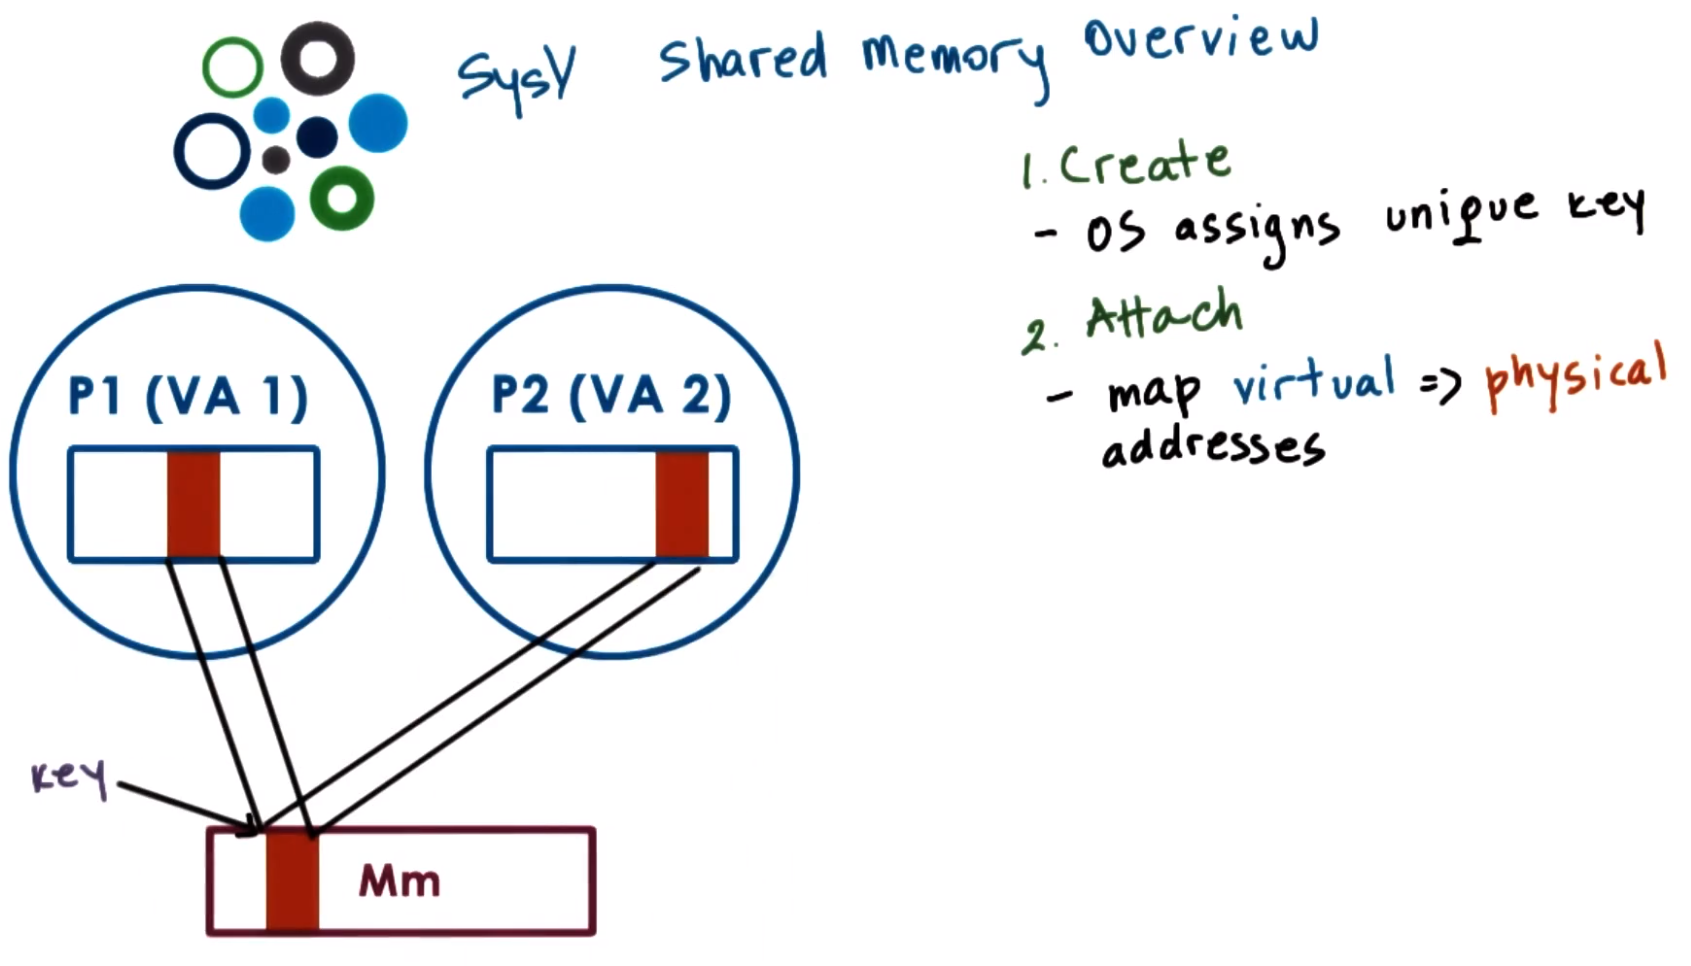 SysV Shared Memory Overview
1. Create
- OS assigns unique key
2. Attach
- map virtual => physical
addresses
P1 (VA 1)
P2 (VA 2)
key
Mm